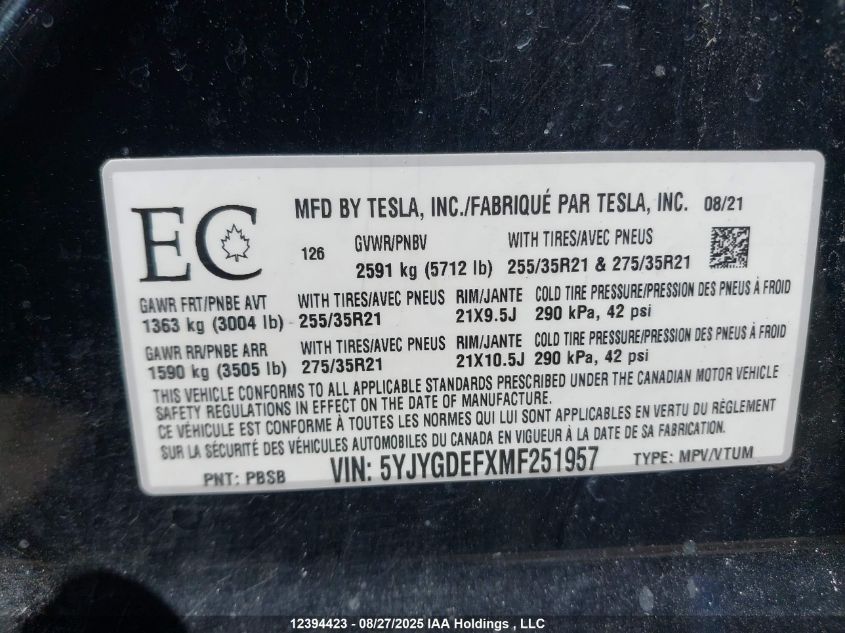 EC
MFD BY TESLA, INC./FABRIQUÉ PAR TESLA, INC. 08/21
126
GVWR/PNBV WITH TIRES/AVEC PNEUS
2591 kg (5712 lb) 255/35R21 & 275/35R21
GAWR FRT/PNBE AVT WITH TIRES/AVEC PNEUS RIM/JANTE COLD TIRE PRESSURE/PRESSION DES PNEUS À FROID
1363 kg (3004 lb) 255/35R21 21X9.5J 290 kPa, 42 psi
GAWR RR/PNBE ARR WITH TIRES/AVEC PNEUS RIM/JANTE COLD TIRE PRESSURE/PRESSION DES PNEUS À FROID
1590 kg (3505 lb) 275/35R21 21X10.5J 290 kPa, 42 psi
THIS VEHICLE CONFORMS TO ALL APPLICABLE STANDARDS PRESCRIBED UNDER THE CANADIAN MOTOR VEHICLE
SAFETY REGULATIONS IN EFFECT ON THE DATE OF MANUFACTURE.
CE VÉHICULE EST CONFORME À TOUTES LES NORMES QUI LUI SONT APPLICABLES EN VERTU DU RÈGLEMENT
SUR LA SÉCURITÉ DES VÉHICULES AUTOMOBILES DU CANADA EN VIGUEUR À LA DATE DE SA FABRICATION.
PNT: PBSB VIN: 5YJYGDEFXMF251957 TYPE: MPV/VTUM
12394423 - 08/27/2025 IAA Holdings , LLC